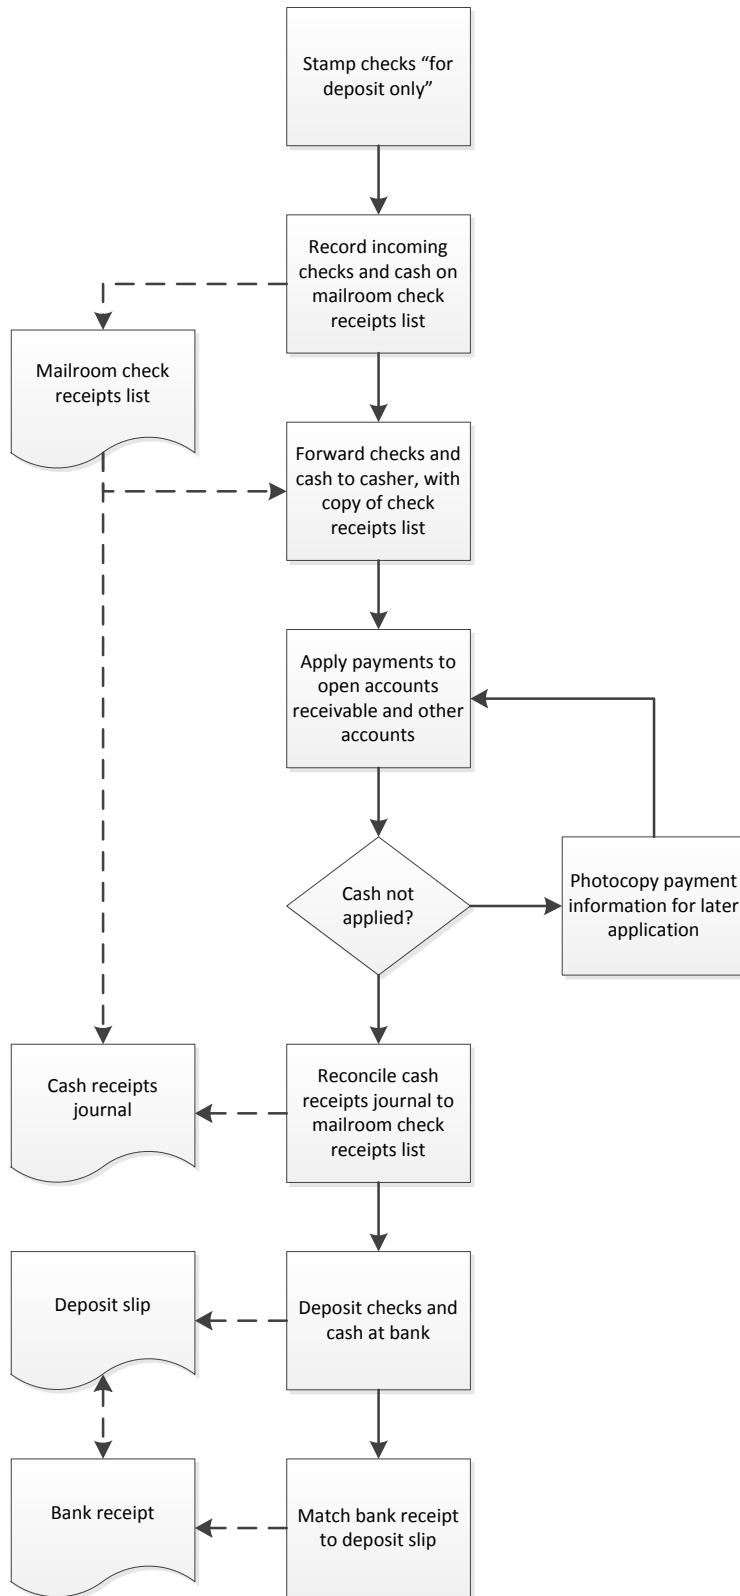 Stamp checks “for
deposit only”
Record incoming
checks and cash on
mailroom check
receipts list
Mailroom check
receipts list
Forward checks and
cash to casher, with
copy of check
receipts list
Apply payments to
open accounts
receivable and other
accounts
Cash not
applied?
Photocopy payment
information for later
application
Cash receipts
journal
Reconcile cash
receipts journal to
mailroom check
receipts list
Deposit slip
Deposit checks and
cash at bank
Bank receipt
Match bank receipt
to deposit slip